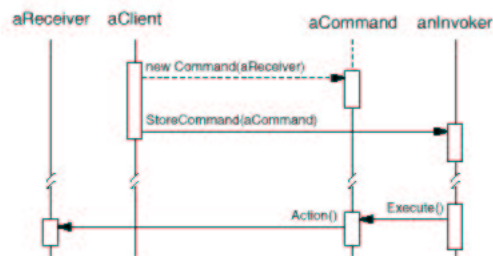 aReceiver aClient aCommand anInvoker
new Command(aReceiver)
StoreCommand(aCommand)
Execute()
Action()